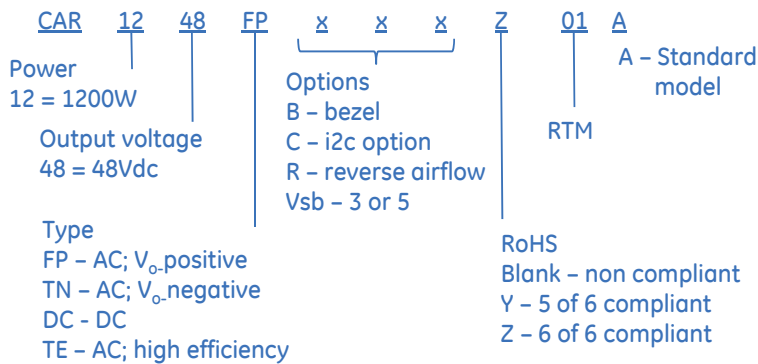 CAR 12 48 FP x x x Z 01 A
Power
12 = 1200W
Output voltage
48 = 48Vdc
Type
FP – AC; Vo-positive
TN – AC; Vo-negative
DC - DC
TE – AC; high efficiency
Options
B – bezel
C – i2c option
R – reverse airflow
Vsb – 3 or 5
RoHS
Blank – non compliant
Y – 5 of 6 compliant
Z – 6 of 6 compliant
RTM
A – Standard
model